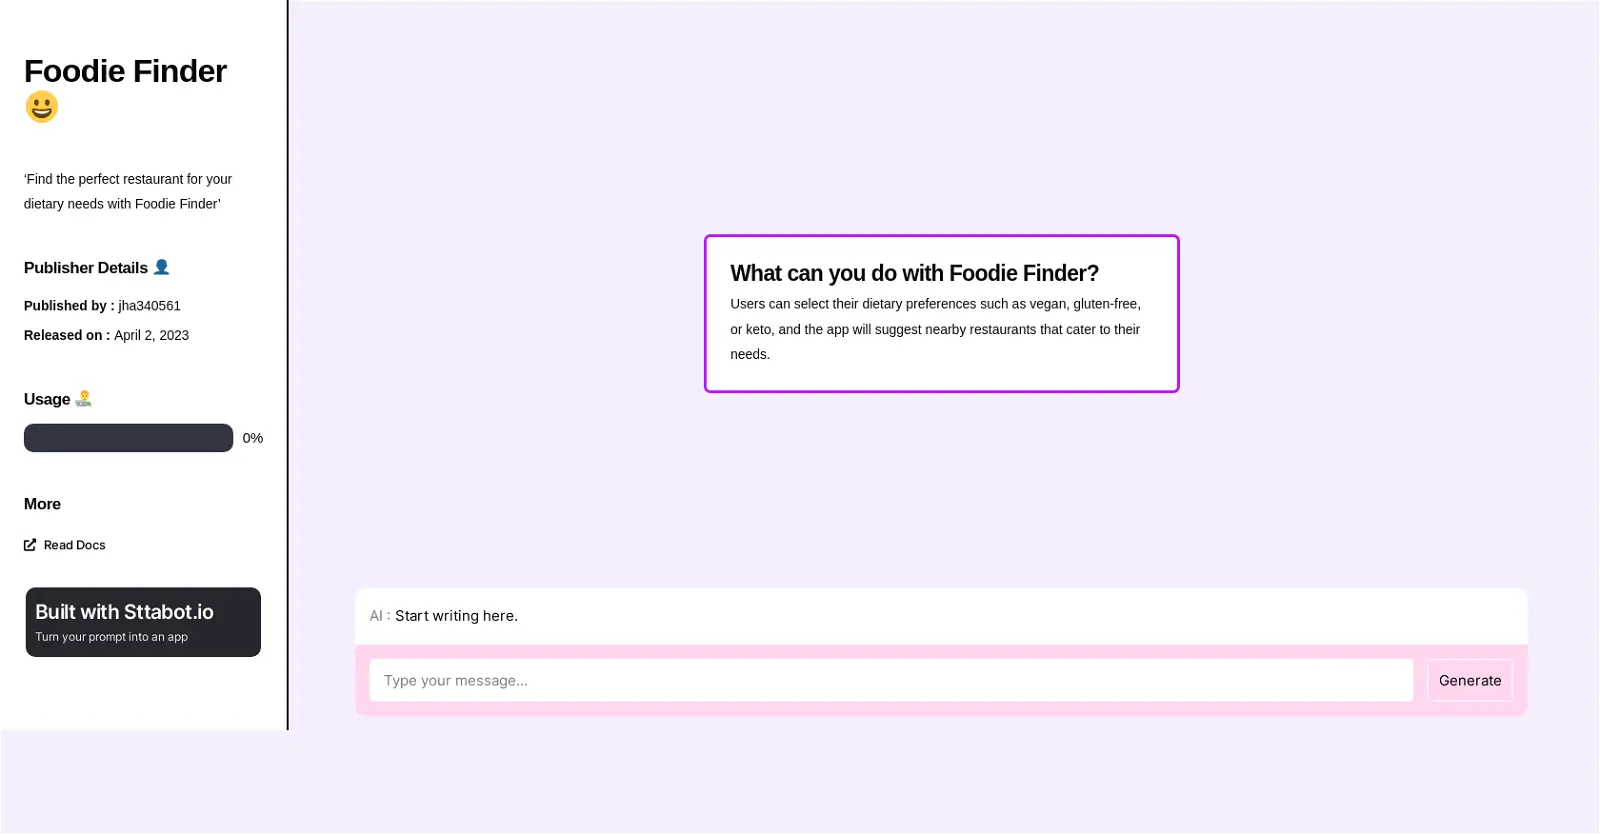 Foodie Finder
😃
‘Find the perfect restaurant for your
dietary needs with Foodie Finder’
Publisher Details 👤
Published by : jha340561
Released on : April 2, 2023
Usage 👨‍💻
0%
More
Read Docs
Built with Sttabot.io
Turn your prompt into an app
What can you do with Foodie Finder?
Users can select their dietary preferences such as vegan, gluten-free,
or keto, and the app will suggest nearby restaurants that cater to their
needs.
AI : Start writing here.
Type your message...
Generate